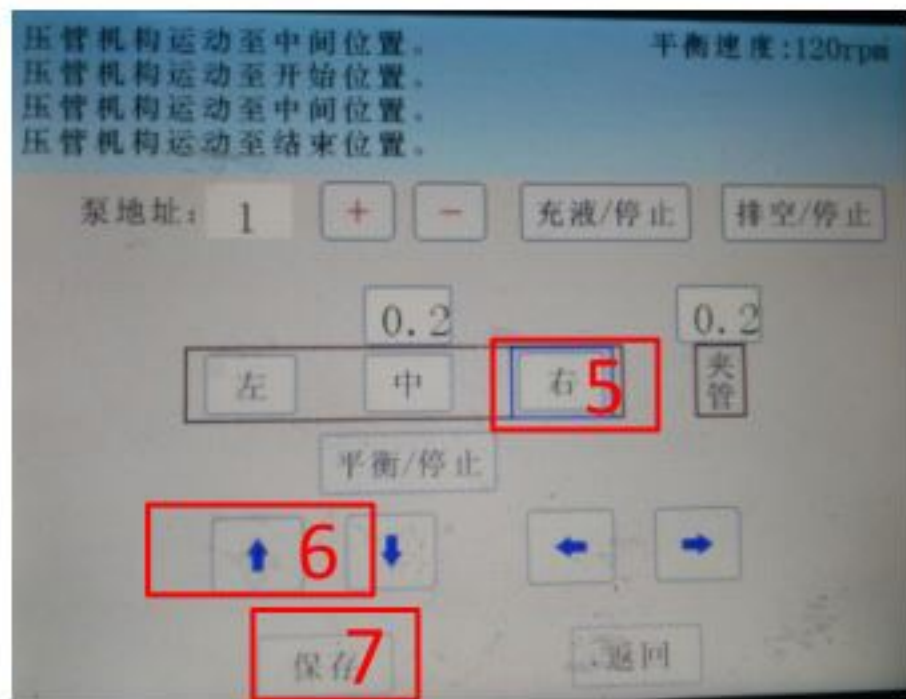 压管机构运动至中间位置。 平衡速度:120rpm
压管机构运动至开始位置。
压管机构运动至中间位置。
压管机构运动至结束位置。
泵地址: 1 + - 充液/停止 排空/停止
0.2 0.2
左 中 右 5 夹管
平衡/停止
6
保存 7 返回